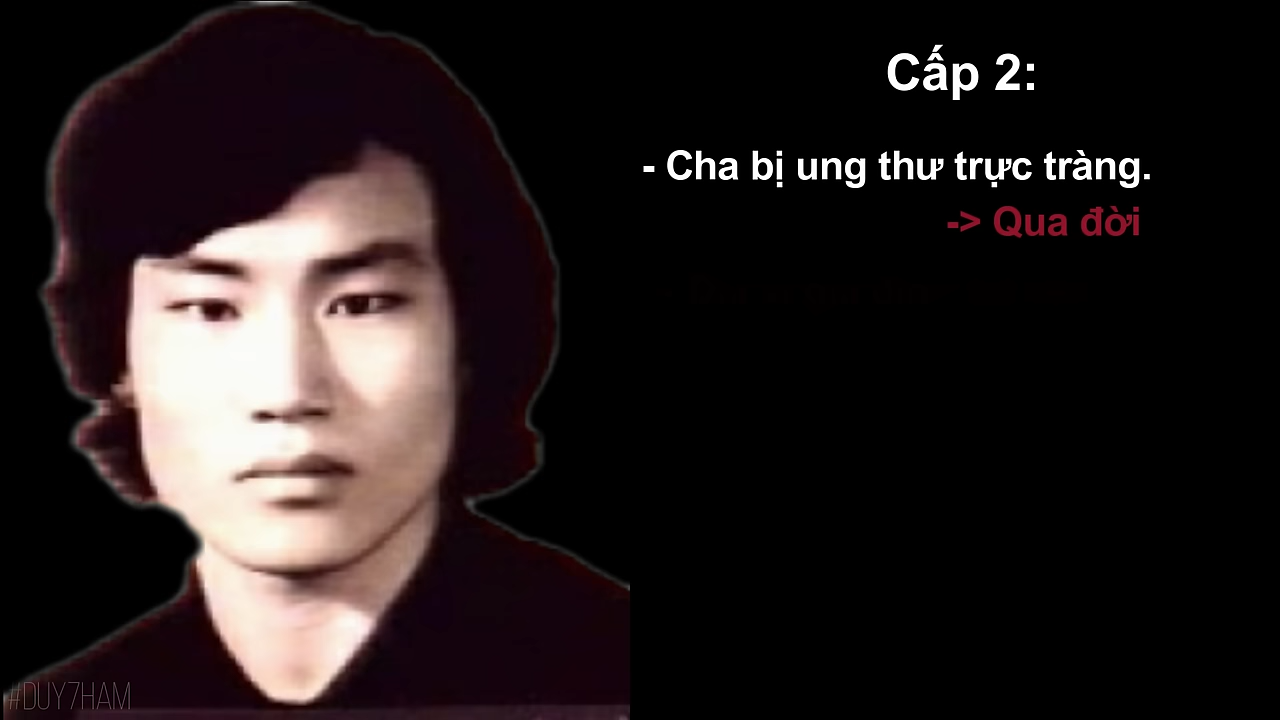 Cấp 2:
- Cha bị ung thư trực tràng.
-> Qua đời
#DUY7HAM